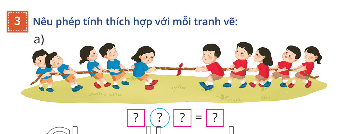 3 Nêu phép tính thích hợp với mỗi tranh vẽ:
a)
? ? ? = ?